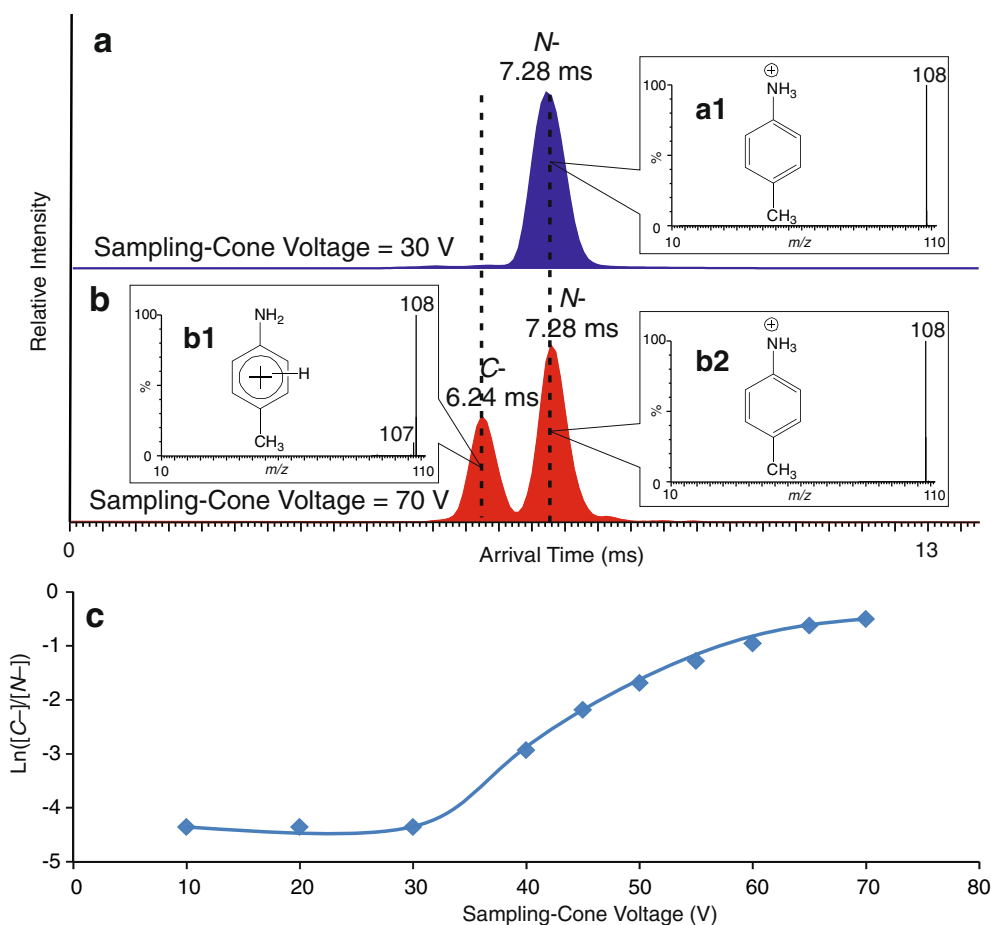 a
N-
7.28 ms
a1
⊕
NH3
CH3
108
100
%
0
10
m/z
110
Sampling-Cone Voltage = 30 V
Relative Intensity
b
b1
NH2
H
CH3
108
107
100
%
0
10
m/z
110
C-
6.24 ms
N-
7.28 ms
b2
⊕
NH3
CH3
108
100
%
0
10
m/z
110
Sampling-Cone Voltage = 70 V
0
Arrival Time (ms)
13
c
Ln([C–]/[N–])
0
-1
-2
-3
-4
-5
0 10 20 30 40 50 60 70 80
Sampling-Cone Voltage (V)